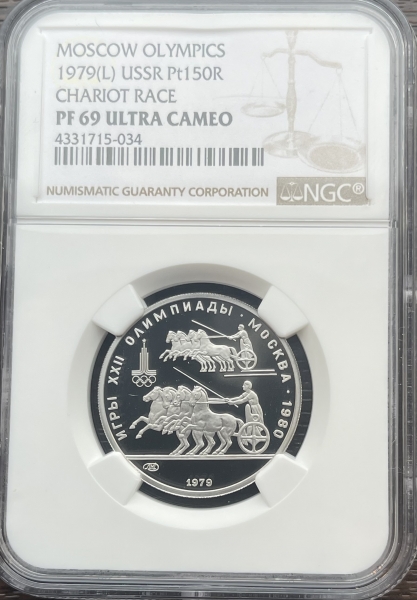 MOSCOW OLYMPICS
1979(L) USSR Pt150R
CHARIOT RACE
PF 69 ULTRA CAMEO
4331715-034
NUMISMATIC GUARANTY CORPORATION NGC®
ИГРЫ XXII ОЛИМПИАДЫ · МОСКВА · 1980
1979